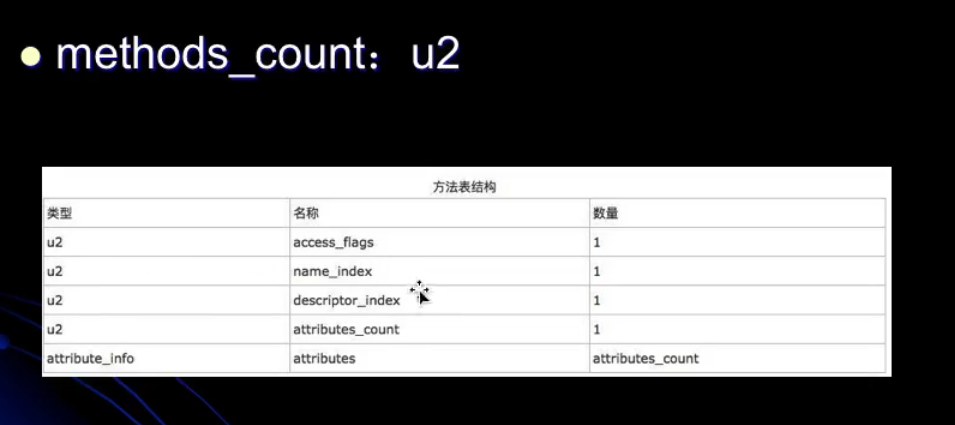 • methods_count：u2
方法表结构
类型 名称 数量
u2 access_flags 1
u2 name_index 1
u2 descriptor_index 1
u2 attributes_count 1
attribute_info attributes attributes_count